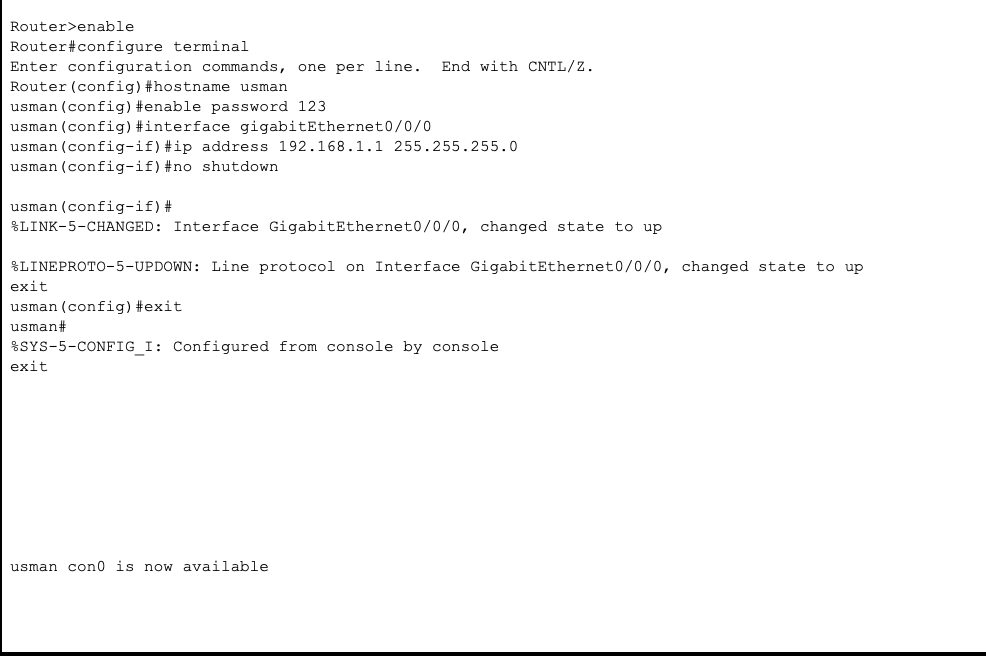 Router>enable
Router#configure terminal
Enter configuration commands, one per line.  End with CNTL/Z.
Router(config)#hostname usman
usman(config)#enable password 123
usman(config)#interface gigabitEthernet0/0/0
usman(config-if)#ip address 192.168.1.1 255.255.255.0
usman(config-if)#no shutdown
usman(config-if)#
%LINK-5-CHANGED: Interface GigabitEthernet0/0/0, changed state to up
%LINEPROTO-5-UPDOWN: Line protocol on Interface GigabitEthernet0/0/0, changed state to up
exit
usman(config)#exit
usman#
%SYS-5-CONFIG_I: Configured from console by console
exit
usman con0 is now available